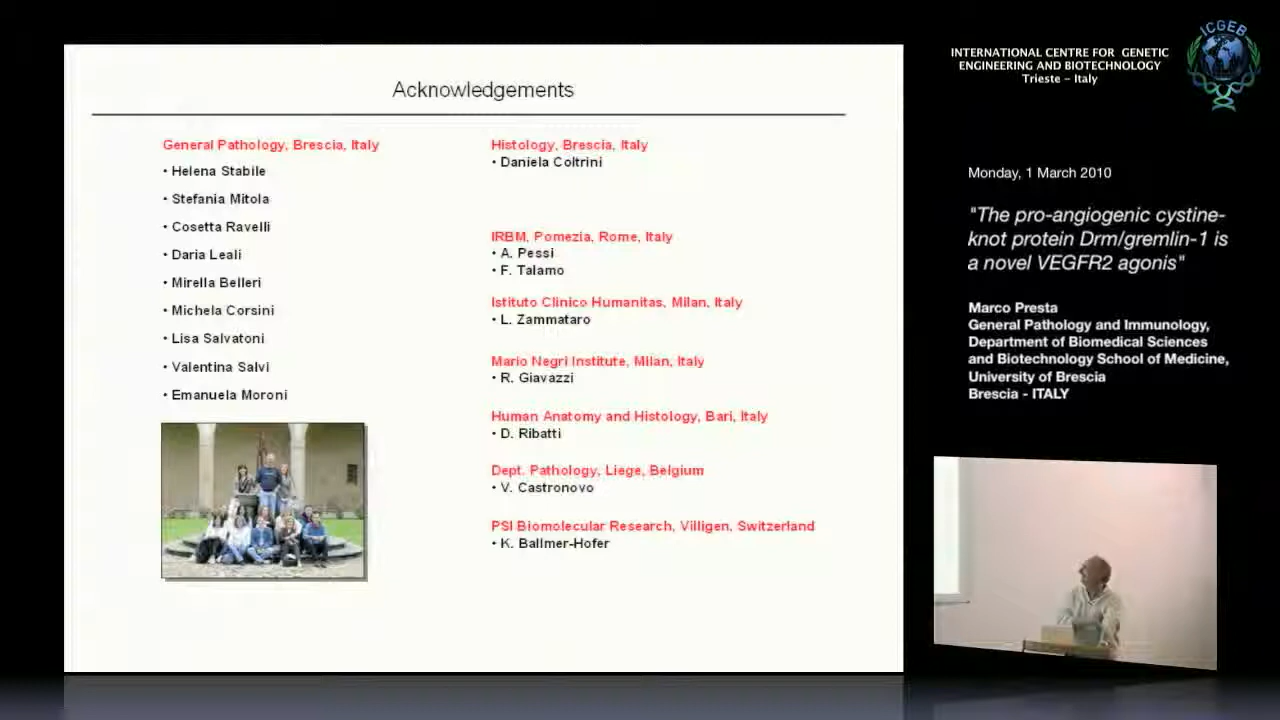 Acknowledgements
General Pathology, Brescia, Italy
• Helena Stabile
• Stefania Mitola
• Cosetta Ravelli
• Daria Leali
• Mirella Belleri
• Michela Corsini
• Lisa Salvatoni
• Valentina Salvi
• Emanuela Moroni
Histology, Brescia, Italy
• Daniela Coltrini
IRBM, Pomezia, Rome, Italy
• A. Pessi
• F. Talamo
Istituto Clinico Humanitas, Milan, Italy
• L. Zammataro
Mario Negri Institute, Milan, Italy
• R. Giavazzi
Human Anatomy and Histology, Bari, Italy
• D. Ribatti
Dept. Pathology, Liege, Belgium
• V. Castronovo
PSI Biomolecular Research, Villigen, Switzerland
• K. Ballmer-Hofer
INTERNATIONAL CENTRE FOR GENETIC
ENGINEERING AND BIOTECHNOLOGY
Trieste - Italy
ICGEB
Monday, 1 March 2010
"The pro-angiogenic cystine-
knot protein Drm/gremlin-1 is
a novel VEGFR2 agonis"
Marco Presta
General Pathology and Immunology,
Department of Biomedical Sciences
and Biotechnology School of Medicine,
University of Brescia
Brescia - ITALY